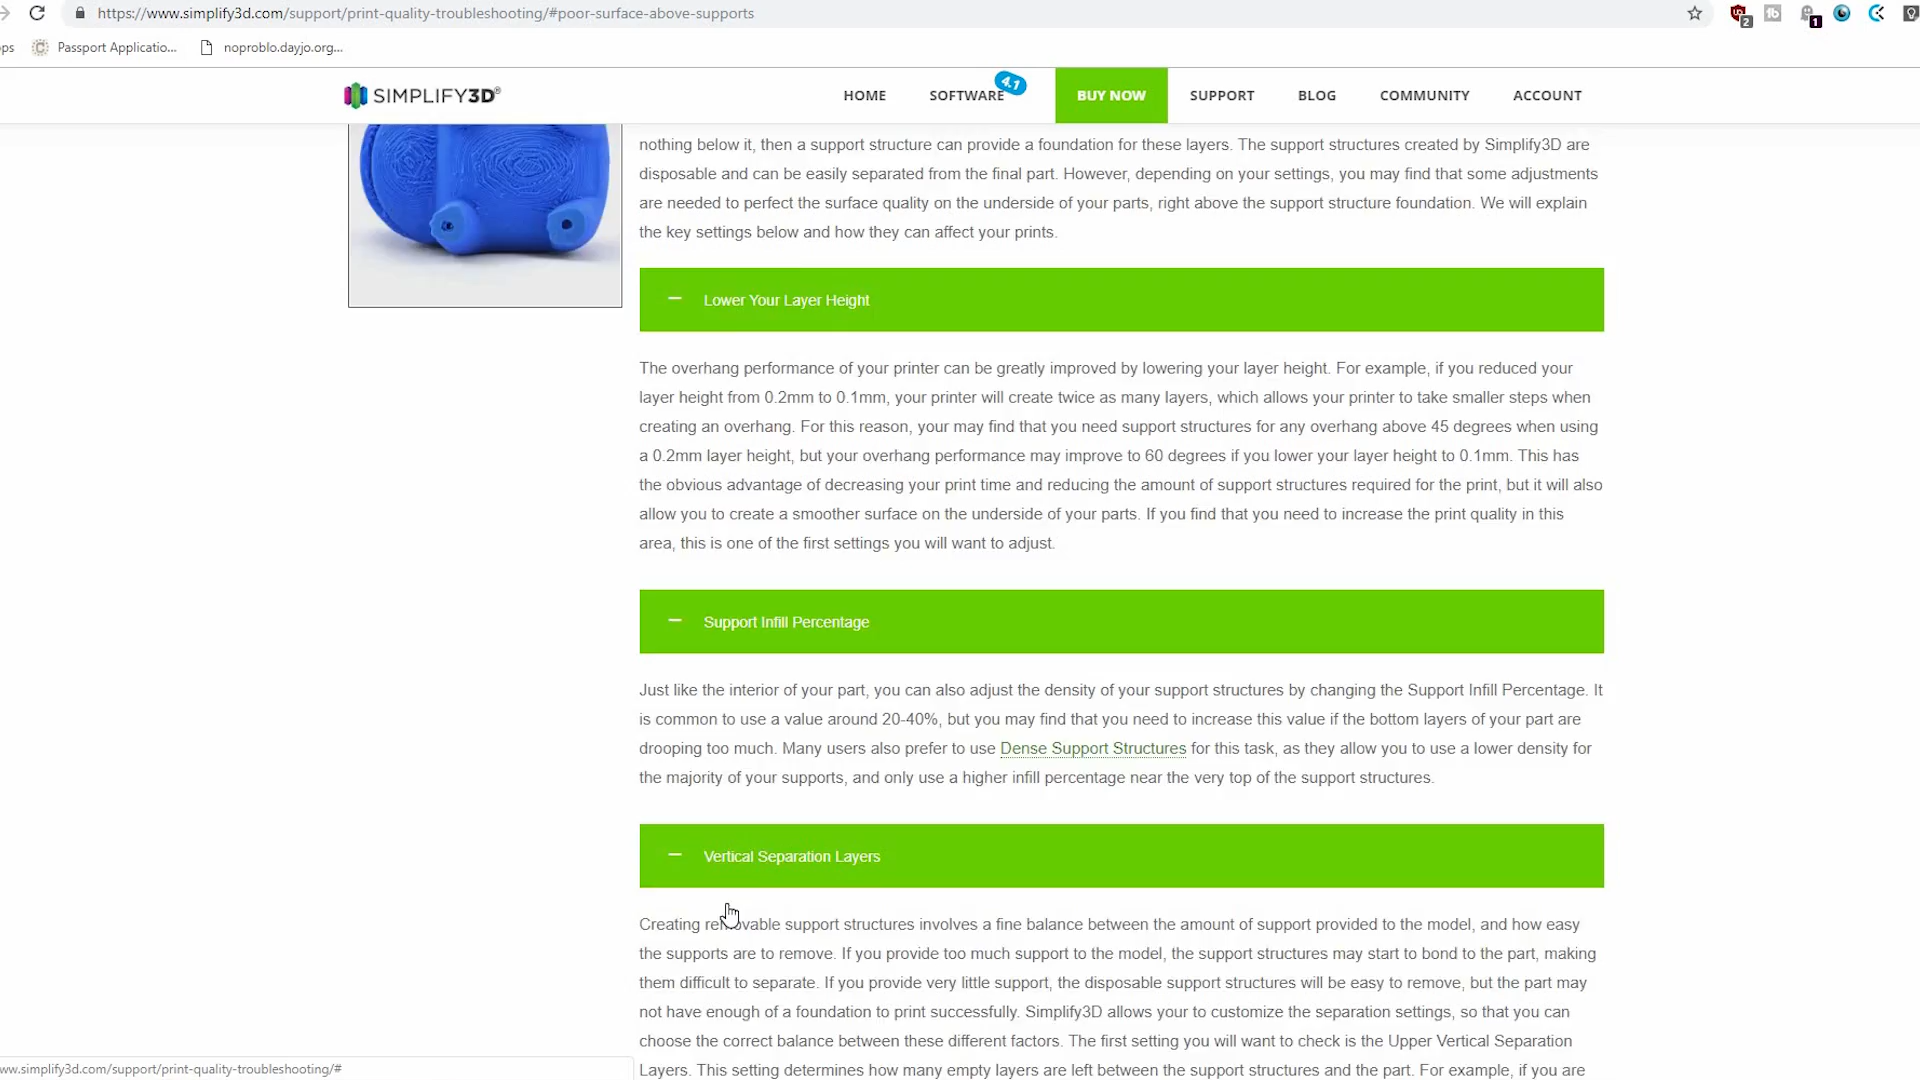 https://www.simplify3d.com/support/print-quality-troubleshooting/#poor-surface-above-supports
2
1
ps
Passport Applicatio...
noproblo.dayjo.org...
SIMPLIFY3D®
HOME
SOFTWARE
4.1
BUY NOW
SUPPORT
BLOG
COMMUNITY
ACCOUNT
nothing below it, then a support structure can provide a foundation for these layers. The support structures created by Simplify3D are
disposable and can be easily separated from the final part. However, depending on your settings, you may find that some adjustments
are needed to perfect the surface quality on the underside of your parts, right above the support structure foundation. We will explain
the key settings below and how they can affect your prints.
Lower Your Layer Height
The overhang performance of your printer can be greatly improved by lowering your layer height. For example, if you reduced your
layer height from 0.2mm to 0.1mm, your printer will create twice as many layers, which allows your printer to take smaller steps when
creating an overhang. For this reason, your may find that you need support structures for any overhang above 45 degrees when using
a 0.2mm layer height, but your overhang performance may improve to 60 degrees if you lower your layer height to 0.1mm. This has
the obvious advantage of decreasing your print time and reducing the amount of support structures required for the print, but it will also
allow you to create a smoother surface on the underside of your parts. If you find that you need to increase the print quality in this
area, this is one of the first settings you will want to adjust.
Support Infill Percentage
Just like the interior of your part, you can also adjust the density of your support structures by changing the Support Infill Percentage. It
is common to use a value around 20-40%, but you may find that you need to increase this value if the bottom layers of your part are
drooping too much. Many users also prefer to use Dense Support Structures for this task, as they allow you to use a lower density for
the majority of your supports, and only use a higher infill percentage near the very top of the support structures.
Vertical Separation Layers
Creating removable support structures involves a fine balance between the amount of support provided to the model, and how easy
the supports are to remove. If you provide too much support to the model, the support structures may start to bond to the part, making
them difficult to separate. If you provide very little support, the disposable support structures will be easy to remove, but the part may
not have enough of a foundation to print successfully. Simplify3D allows your to customize the separation settings, so that you can
choose the correct balance between these different factors. The first setting you will want to check is the Upper Vertical Separation
Layers. This setting determines how many empty layers are left between the support structures and the part. For example, if you are
ww.simplify3d.com/support/print-quality-troubleshooting/#